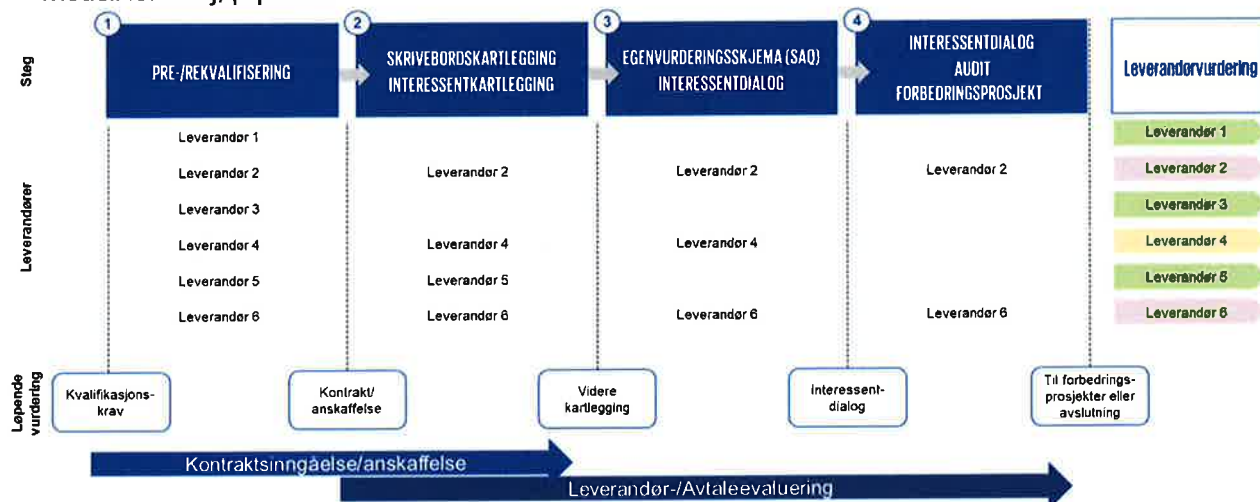 1
2
3
4
Steg
PRE-/REKVALIFISERING
SKRIVEBORDSKARTLEGGING
INTERESSENTKARTLEGGING
EGENVURDERINGSSKJEMA (SAQ)
INTERESSENTDIALOG
INTERESSENTDIALOG
AUDIT
FORBEDRINGSPROSJEKT
Leverandørvurdering
Leverandører
Leverandør 1
Leverandør 1
Leverandør 2
Leverandør 2
Leverandør 2
Leverandør 2
Leverandør 2
Leverandør 3
Leverandør 3
Leverandør 4
Leverandør 4
Leverandør 4
Leverandør 4
Leverandør 5
Leverandør 5
Leverandør 5
Leverandør 6
Leverandør 6
Leverandør 6
Leverandør 6
Leverandør 6
Løpende
vurdering
Kvalifikasjons-
krav
Kontrakt/
anskaffelse
Videre
kartlegging
Interessent-
dialog
Til forbedrings-
prosjekter eller
avslutning
Kontraktsinngåelse/anskaffelse
Leverandør-/Avtaleevaluering